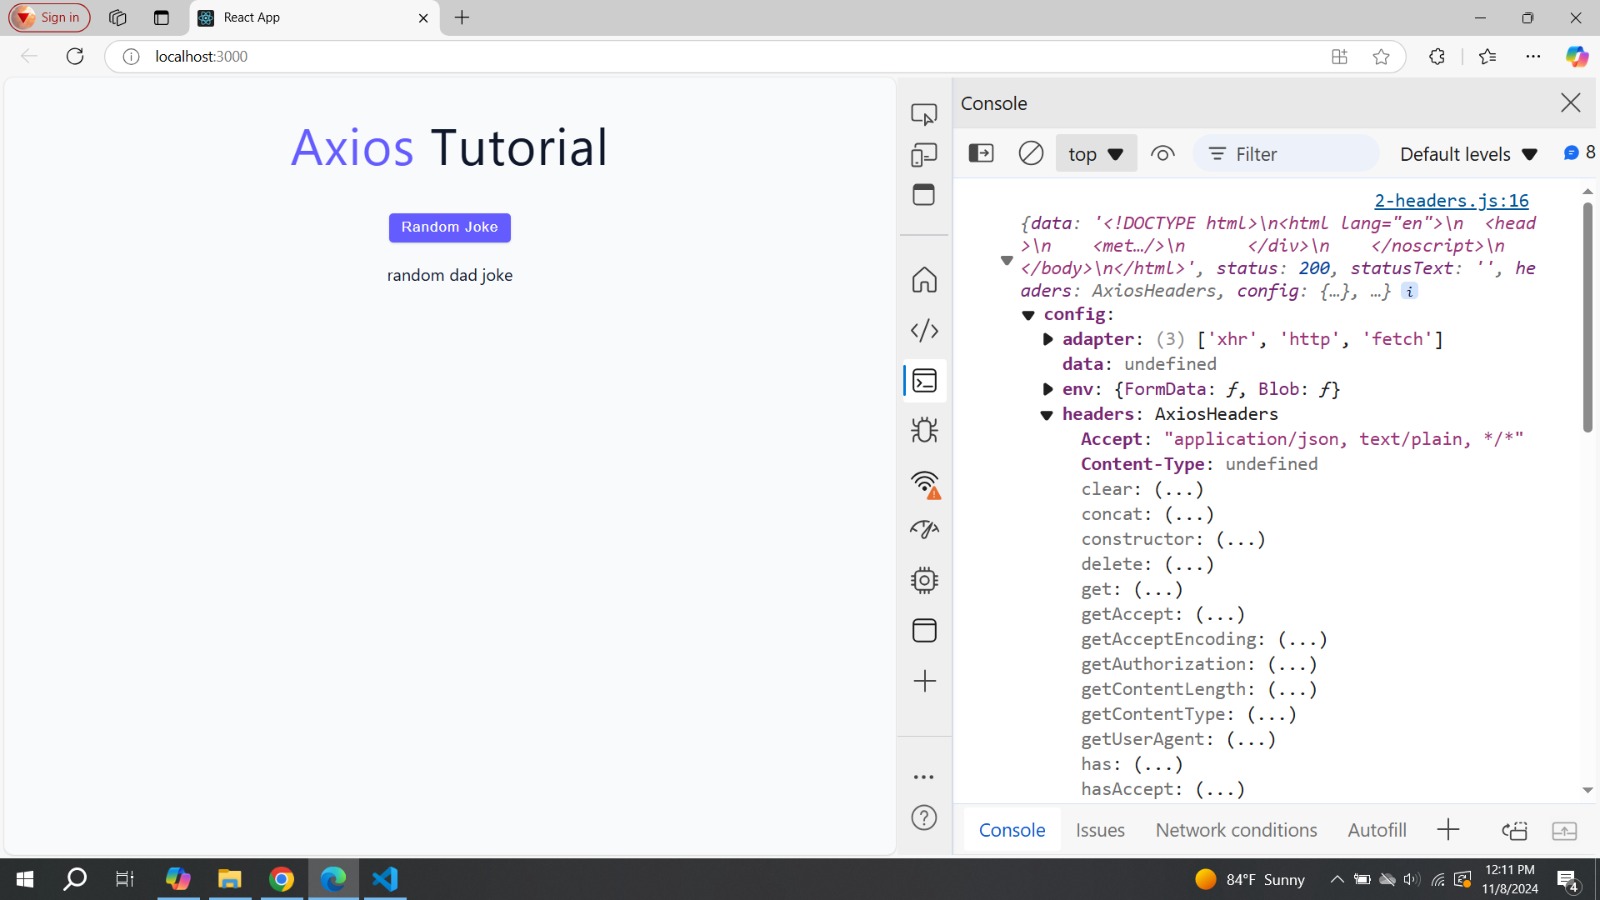 Sign in
React App
localhost:3000
Axios Tutorial
Random Joke
random dad joke
Console
top
Filter
Default levels
8
2-headers.js:16
{data: '<!DOCTYPE html>\n<html lang="en">\n  <head
>\n    <met…/>\n      </div>\n    </noscript>\n
</body>\n</html>', status: 200, statusText: '', he
aders: AxiosHeaders, config: {…}, …} i
config:
adapter: (3) ['xhr', 'http', 'fetch']
data: undefined
env: {FormData: ƒ, Blob: ƒ}
headers: AxiosHeaders
Accept: "application/json, text/plain, */*"
Content-Type: undefined
clear: (...)
concat: (...)
constructor: (...)
delete: (...)
get: (...)
getAccept: (...)
getAcceptEncoding: (...)
getAuthorization: (...)
getContentLength: (...)
getContentType: (...)
getUserAgent: (...)
has: (...)
hasAccept: (...)
Console
Issues
Network conditions
Autofill
84°F Sunny
12:11 PM
11/8/2024
4